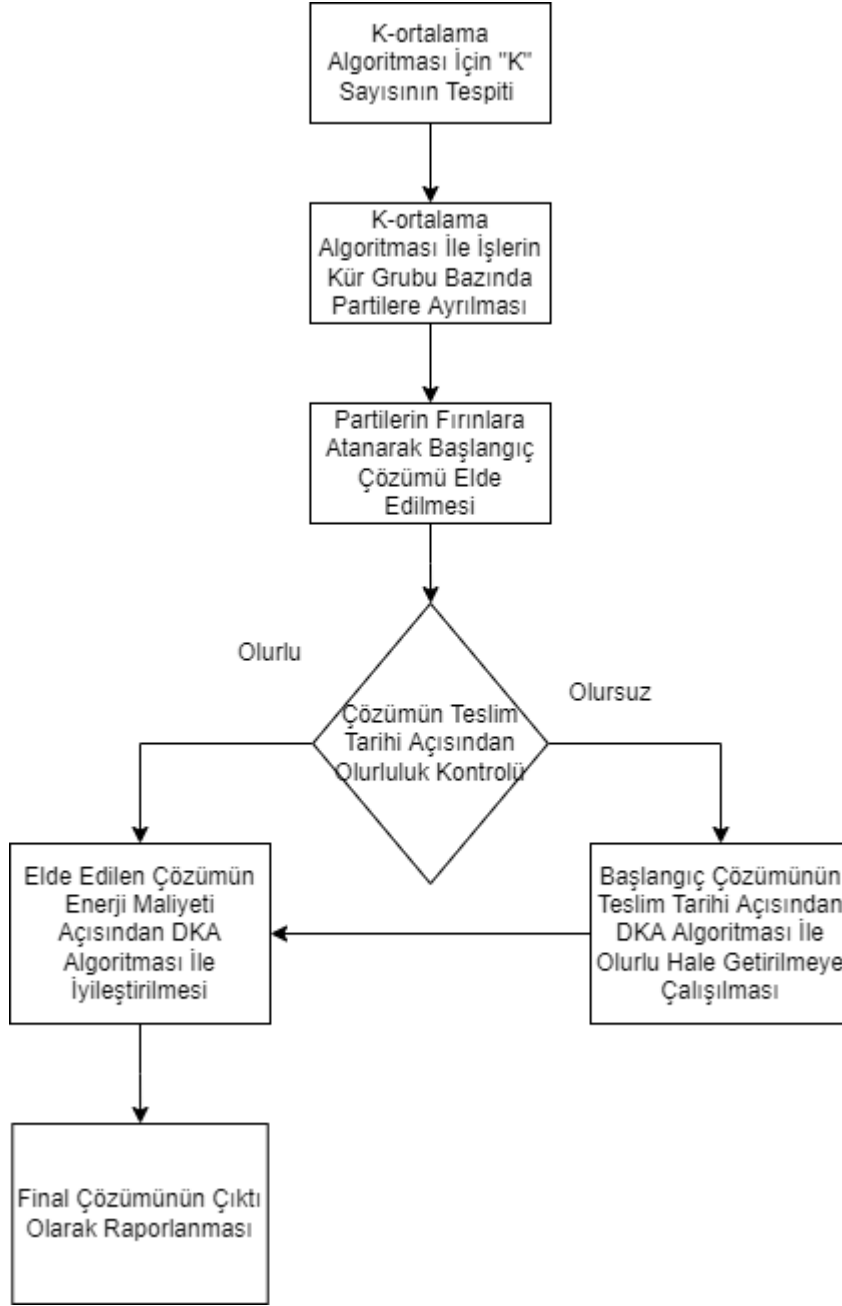 K-ortalama
Algoritması İçin "K"
Sayısının Tespiti
K-ortalama
Algoritması İle İşlerin
Kür Grubu Bazında
Partilere Ayrılması
Partilerin Fırınlara
Atanarak Başlangıç
Çözümü Elde
Edilmesi
Olurlu
Olursuz
Çözümün Teslim
Tarihi Açısından
Olurluluk Kontrolü
Elde Edilen Çözümün
Enerji Maliyeti
Açısından DKA
Algoritması İle
İyileştirilmesi
Başlangıç Çözümünün
Teslim Tarihi Açısından
DKA Algoritması İle
Olurlu Hale Getirilmeye
Çalışılması
Final Çözümünün Çıktı
Olarak Raporlanması